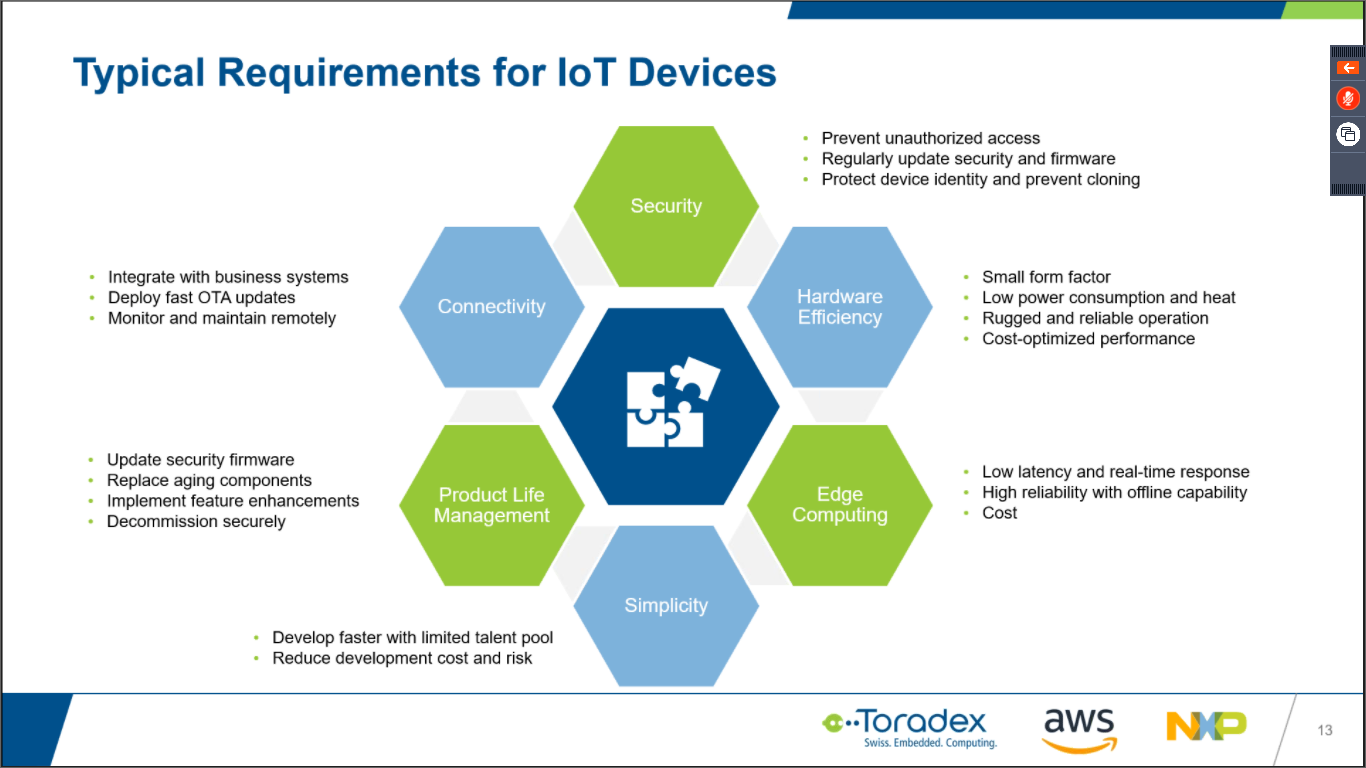 Typical Requirements for IoT Devices
Security
• Prevent unauthorized access
• Regularly update security and firmware
• Protect device identity and prevent cloning
Connectivity
• Integrate with business systems
• Deploy fast OTA updates
• Monitor and maintain remotely
Hardware
Efficiency
• Small form factor
• Low power consumption and heat
• Rugged and reliable operation
• Cost-optimized performance
Product Life
Management
• Update security firmware
• Replace aging components
• Implement feature enhancements
• Decommission securely
Edge
Computing
• Low latency and real-time response
• High reliability with offline capability
• Cost
Simplicity
• Develop faster with limited talent pool
• Reduce development cost and risk
Toradex
Swiss. Embedded. Computing.
aws
NXP
13